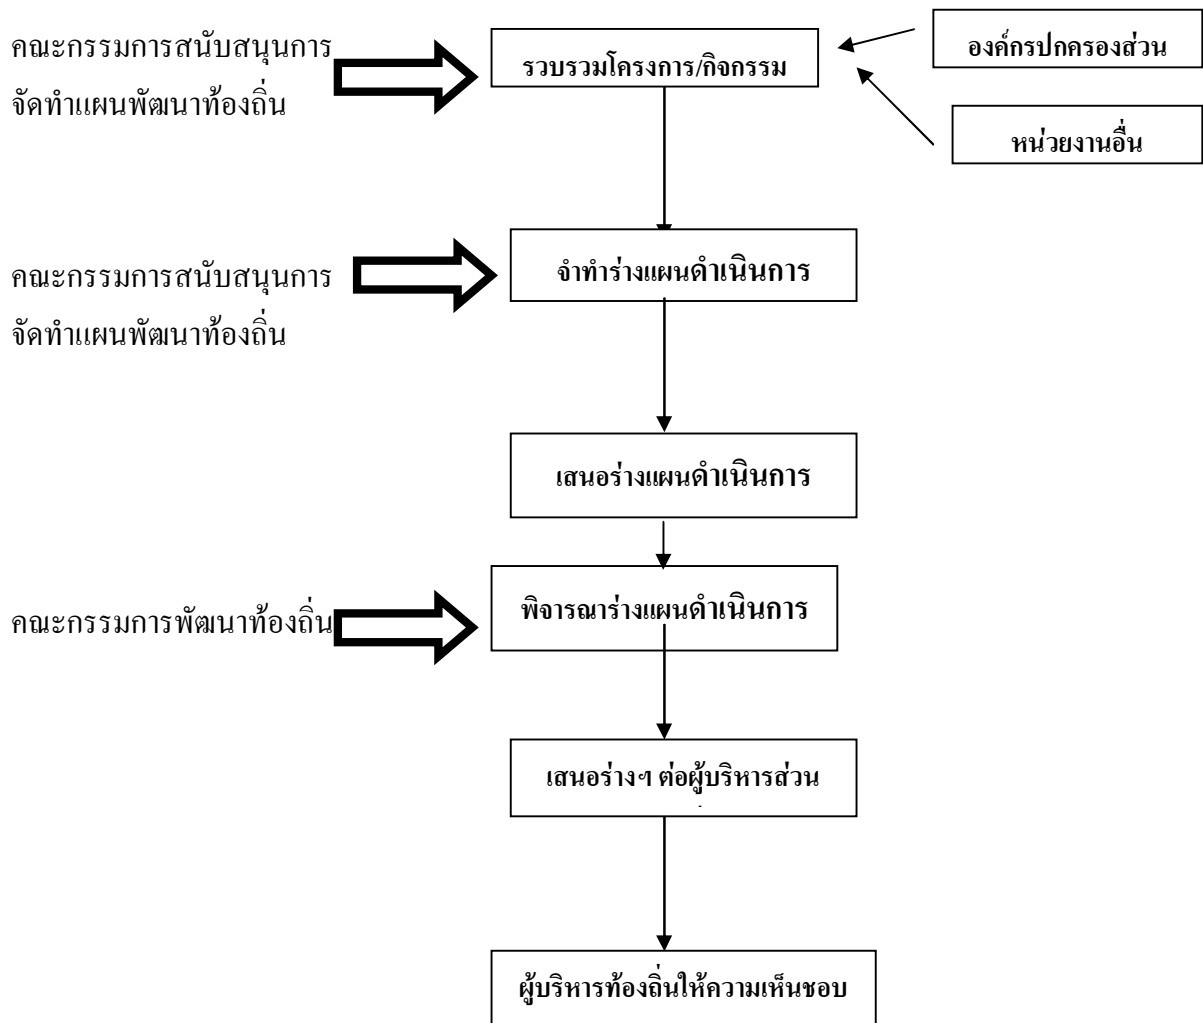 คณะกรรมการสนับสนุนการ
จัดทำแผนพัฒนาท้องถิ่น
รวบรวมโครงการ/กิจกรรม
องค์กรปกครองส่วน
หน่วยงานอื่น
คณะกรรมการสนับสนุนการ
จัดทำแผนพัฒนาท้องถิ่น
จำทำร่างแผนดำเนินการ
เสนอร่างแผนดำเนินการ
คณะกรรมการพัฒนาท้องถิ่น
พิจารณาร่างแผนดำเนินการ
เสนอร่างฯ ต่อผู้บริหารส่วน
ผู้บริหารท้องถิ่นให้ความเห็นชอบ